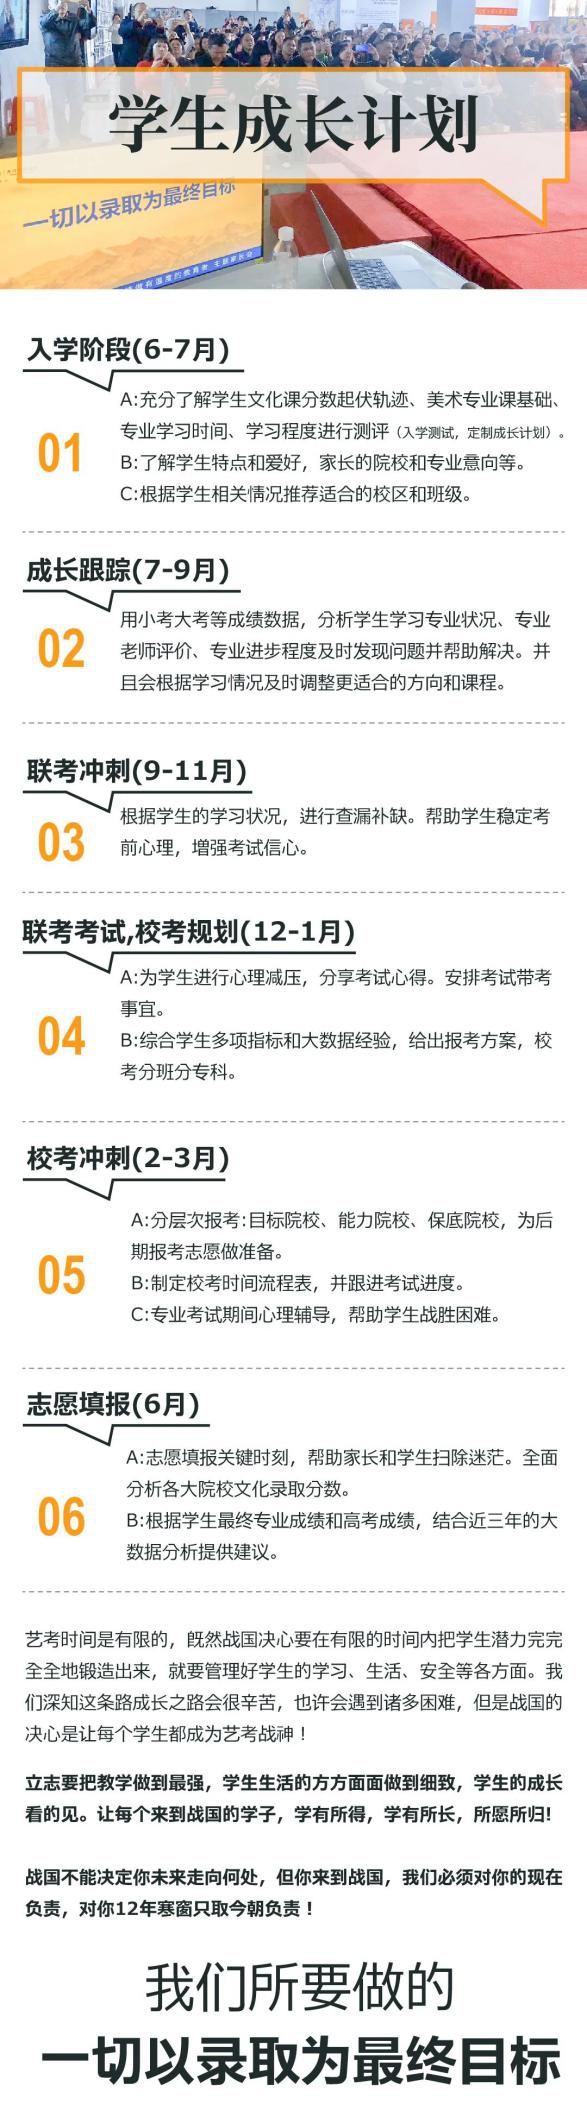 学生成长计划
一切以录取为最终目标
做有温度的教育者 主题家长会
入学阶段(6-7月)
01
A:充分了解学生文化课分数起伏轨迹、美术专业课基础、
专业学习时间、学习程度进行测评（入学测试，定制成长计划）。
B:了解学生特点和爱好，家长的院校和专业意向等。
C:根据学生相关情况推荐适合的校区和班级。
成长跟踪(7-9月)
02
用小考大考等成绩数据，分析学生学习专业状况、专业
老师评价、专业进步程度及时发现问题并帮助解决。并
且会根据学习情况及时调整更适合的方向和课程。
联考冲刺(9-11月)
03
根据学生的学习状况，进行查漏补缺。帮助学生稳定考
前心理，增强考试信心。
联考考试,校考规划(12-1月)
04
A:为学生进行心理减压，分享考试心得。安排考试带考
事宜。
B:综合学生多项指标和大数据经验，给出报考方案，校
考分班分专科。
校考冲刺(2-3月)
05
A:分层次报考:目标院校、能力院校、保底院校，为后
期报考志愿做准备。
B:制定校考时间流程表，并跟进考试进度。
C:专业考试期间心理辅导，帮助学生战胜困难。
志愿填报(6月)
06
A:志愿填报关键时刻，帮助家长和学生扫除迷茫。全面
分析各大院校文化录取分数。
B:根据学生最终专业成绩和高考成绩，结合近三年的大
数据分析提供建议。
艺考时间是有限的，既然战国决心要在有限的时间内把学生潜力完完
全全地锻造出来，就要管理好学生的学习、生活、安全等各方面。我
们深知这条路成长之路会很辛苦，也许会遇到诸多困难，但是战国的
决心是让每个学生都成为艺考战神！
立志要把教学做到最强，学生生活的方方面面做到细致，学生的成长
看的见。让每个来到战国的学子，学有所得，学有所长，所愿所归!
战国不能决定你未来走向何处，但你来到战国，我们必须对你的现在
负责，对你12年寒窗只取今朝负责！
我们所要做的
一切以录取为最终目标